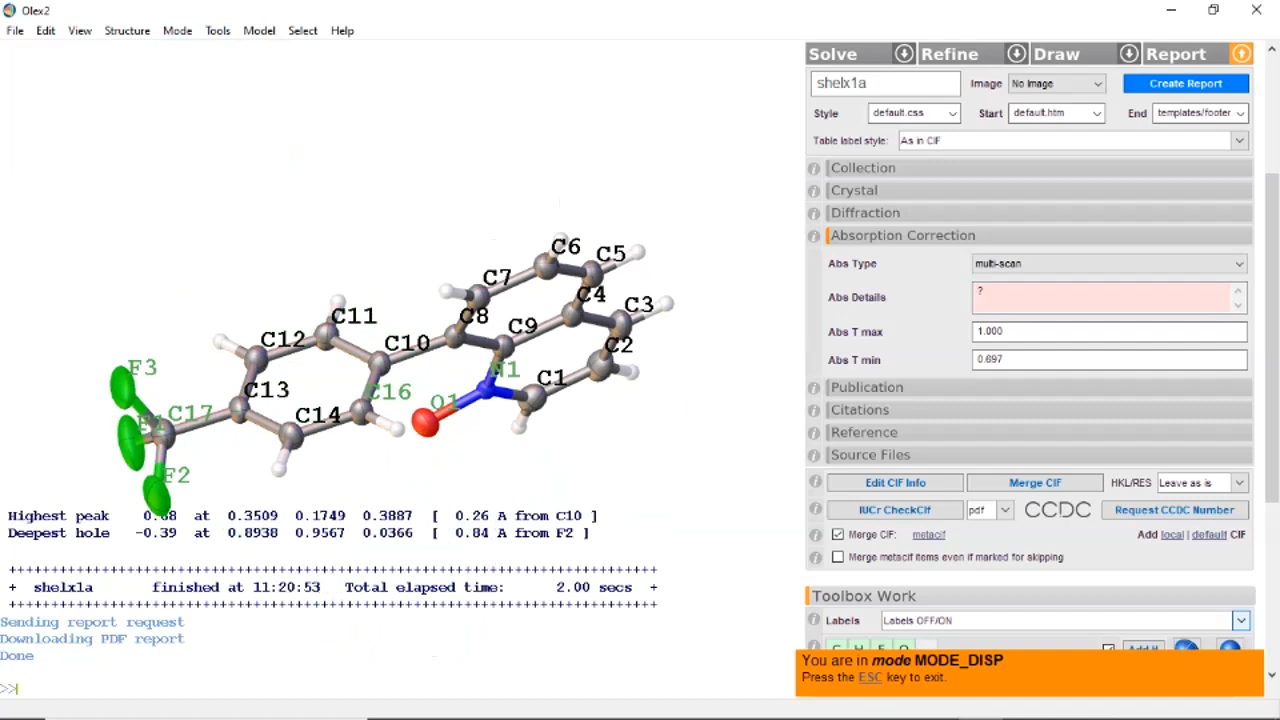 Olex2
File Edit View Structure Mode Tools Model Select Help
Solve Refine Draw Report
shelx1a Image No Image Create Report
Style default.css Start default.htm End templates/footer
Table label style: As in CIF
Collection
Crystal
Diffraction
Absorption Correction
Abs Type multi-scan
Abs Details ?
Abs T max 1.000
Abs T min 0.697
Publication
Citations
Reference
Source Files
Edit CIF Info Merge CIF HKL/RES Leave as is
IUCr CheckCIf pdf CCDC Request CCDC Number
Merge CIF: metacif Add local | default CIF
Merge metacif items even if marked for skipping
Toolbox Work
Labels Labels OFF/ON
C H F O Add H
You are in mode MODE_DISP
Press the ESC key to exit.
C6
C5
C7
C4
C3
C8
C9
C2
C11
C12
C10
N1
C1
F3
C13
C16
O1
C17
C14
F1
F2
Highest peak 0.68 at 0.3509 0.1749 0.3887 [ 0.26 A from C10 ]
Deepest hole -0.39 at 0.8938 0.9567 0.0366 [ 0.84 A from F2 ]
+++++++++++++++++++++++++++++++++++++++++++++++++++++++++++++++++++++++++
+ shelx1a finished at 11:20:53 Total elapsed time: 2.00 secs +
+++++++++++++++++++++++++++++++++++++++++++++++++++++++++++++++++++++++++
Sending report request
Downloading PDF report
Done
>>